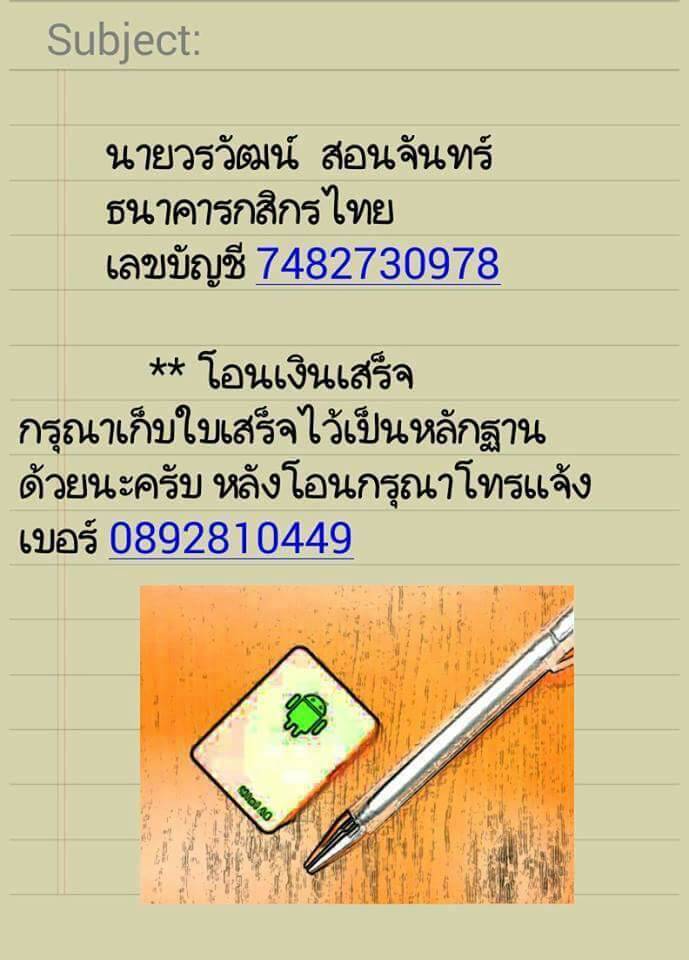 Subject:
นายวรวัฒน์ สอนจันทร์
ธนาคารกสิกรไทย
เลขบัญชี 7482730978
** โอนเงินเสร็จ
กรุณาเก็บใบเสร็จไว้เป็นหลักฐาน
ด้วยนะครับ หลังโอนกรุณาโทรแจ้ง
เบอร์ 0892810449